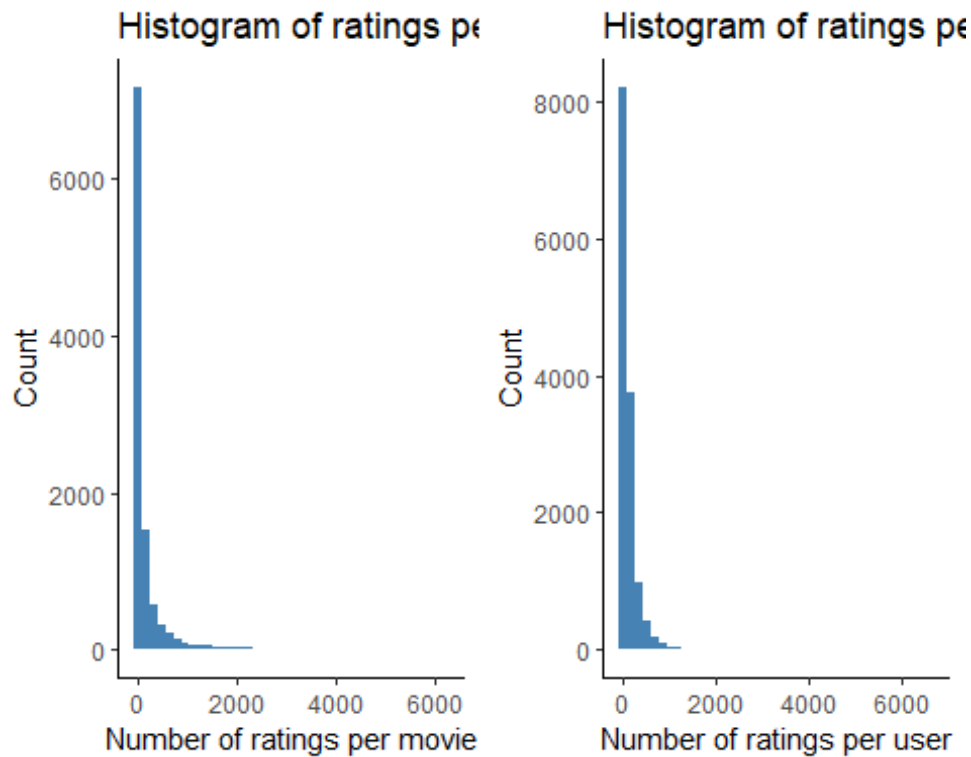 Histogram of ratings pe
Count
6000
4000
2000
0
0 2000 4000 6000
Number of ratings per movie
Histogram of ratings pe
Count
8000
6000
4000
2000
0
0 2000 4000 6000
Number of ratings per user